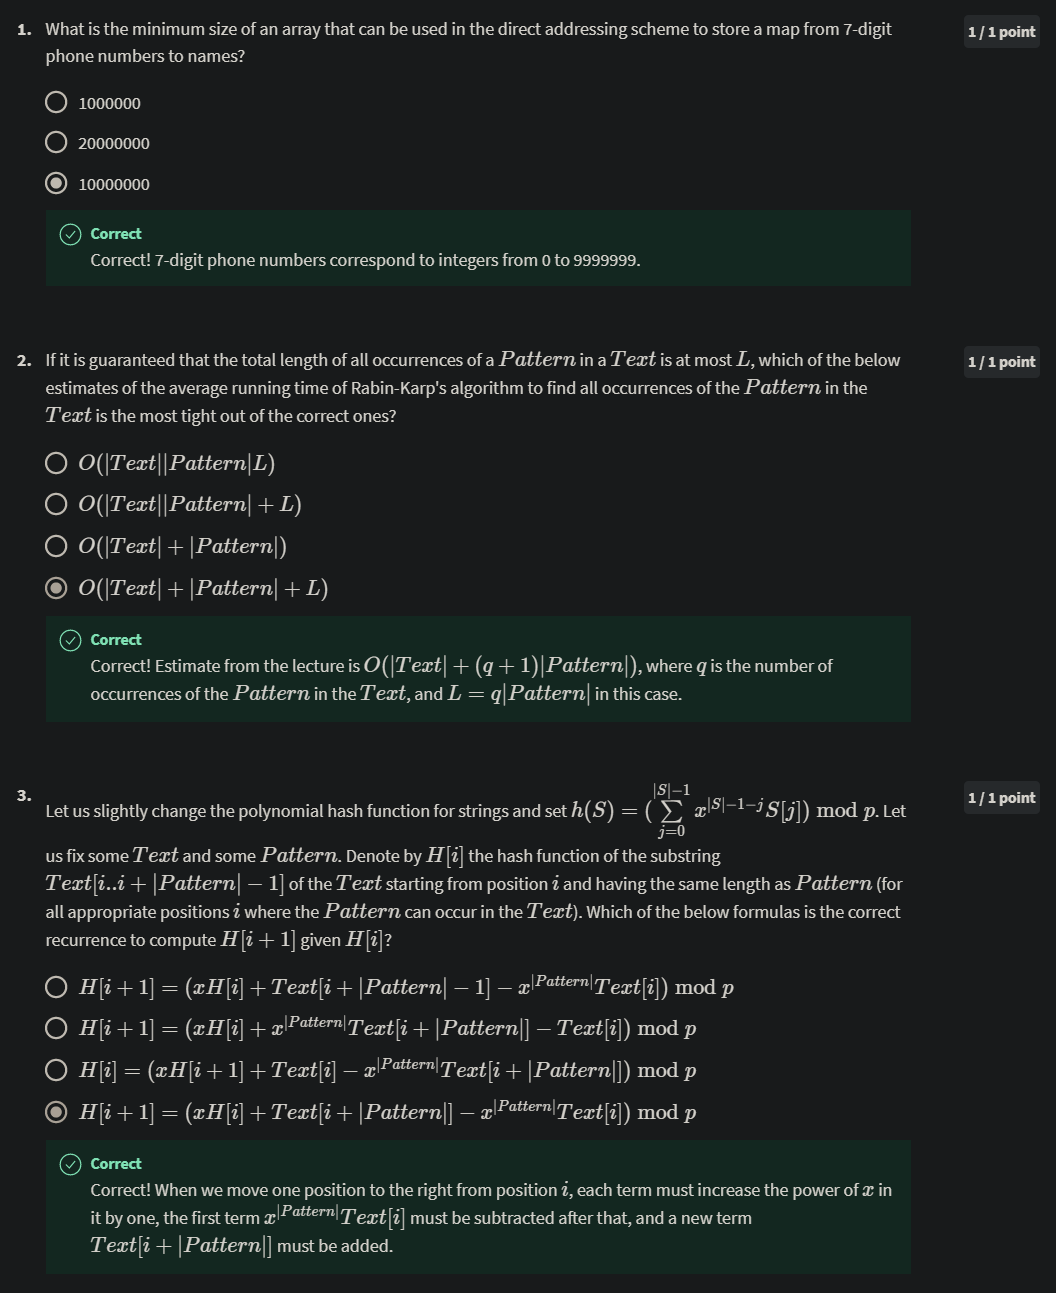 1. What is the minimum size of an array that can be used in the direct addressing scheme to store a map from 7-digit
phone numbers to names?
1 / 1 point
1000000
20000000
10000000
Correct
Correct! 7-digit phone numbers correspond to integers from 0 to 9999999.
2. If it is guaranteed that the total length of all occurrences of a Pattern in a Text is at most L, which of the below
estimates of the average running time of Rabin-Karp's algorithm to find all occurrences of the Pattern in the
Text is the most tight out of the correct ones?
1 / 1 point
O(|Text||Pattern|L)
O(|Text||Pattern| + L)
O(|Text| + |Pattern|)
O(|Text| + |Pattern| + L)
Correct
Correct! Estimate from the lecture is O(|Text| + (q + 1)|Pattern|), where q is the number of
occurrences of the Pattern in the Text, and L = q|Pattern| in this case.
3. Let us slightly change the polynomial hash function for strings and set h(S) = (∑_{j=0}^{|S|−1} x^{|S|−1−j} S[j]) mod p. Let
us fix some Text and some Pattern. Denote by H[i] the hash function of the substring
Text[i..i + |Pattern| − 1] of the Text starting from position i and having the same length as Pattern (for
all appropriate positions i where the Pattern can occur in the Text). Which of the below formulas is the correct
recurrence to compute H[i + 1] given H[i]?
1 / 1 point
H[i + 1] = (xH[i] + Text[i + |Pattern| − 1] − x^{|Pattern|}Text[i]) mod p
H[i + 1] = (xH[i] + x^{|Pattern|}Text[i + |Pattern|] − Text[i]) mod p
H[i] = (xH[i + 1] + Text[i] − x^{|Pattern|}Text[i + |Pattern|]) mod p
H[i + 1] = (xH[i] + Text[i + |Pattern|] − x^{|Pattern|}Text[i]) mod p
Correct
Correct! When we move one position to the right from position i, each term must increase the power of x in
it by one, the first term x^{|Pattern|}Text[i] must be subtracted after that, and a new term
Text[i + |Pattern|] must be added.